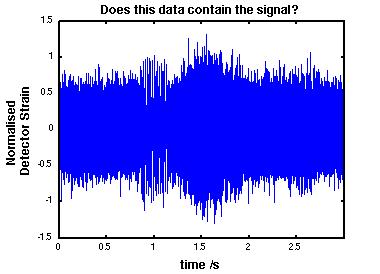 Does this data contain the signal?
1.5
1
0.5
0
-0.5
-1
-1.5
Normalised
Detector Strain
0 0.5 1 1.5 2 2.5
time /s